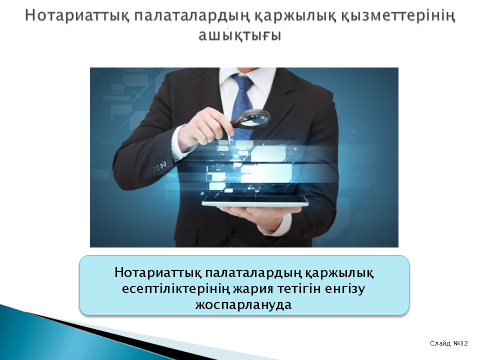 Нотариаттық палаталардың қаржылық қызметтерінің
ашықтығы
Нотариаттық палаталардың қаржылық
есептіліктерінің жария тетігін енгізу
жоспарлануда
Слайд №32